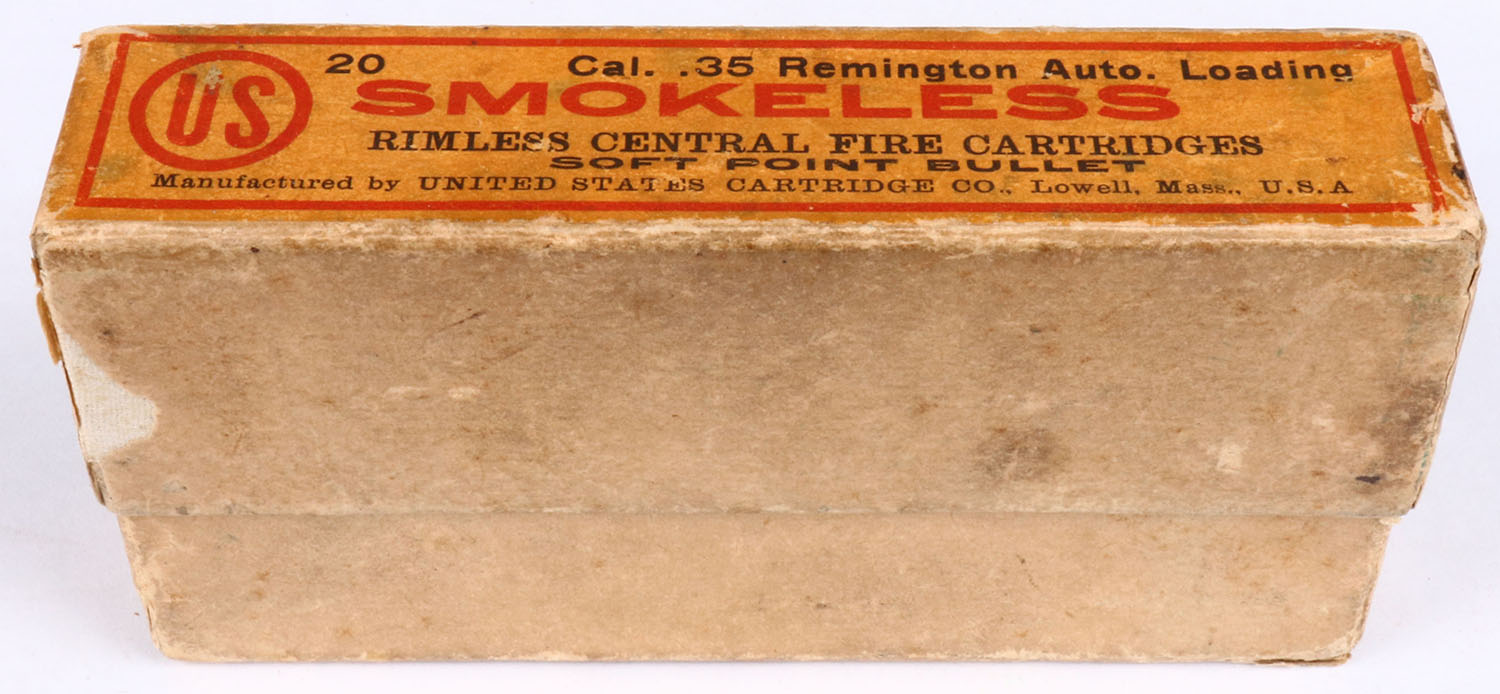 US
20 Cal. .35 Remington Auto. Loading
SMOKELESS
RIMLESS CENTRAL FIRE CARTRIDGES
SOFT POINT BULLET
Manufactured by UNITED STATES CARTRIDGE CO., Lowell, Mass., U.S.A